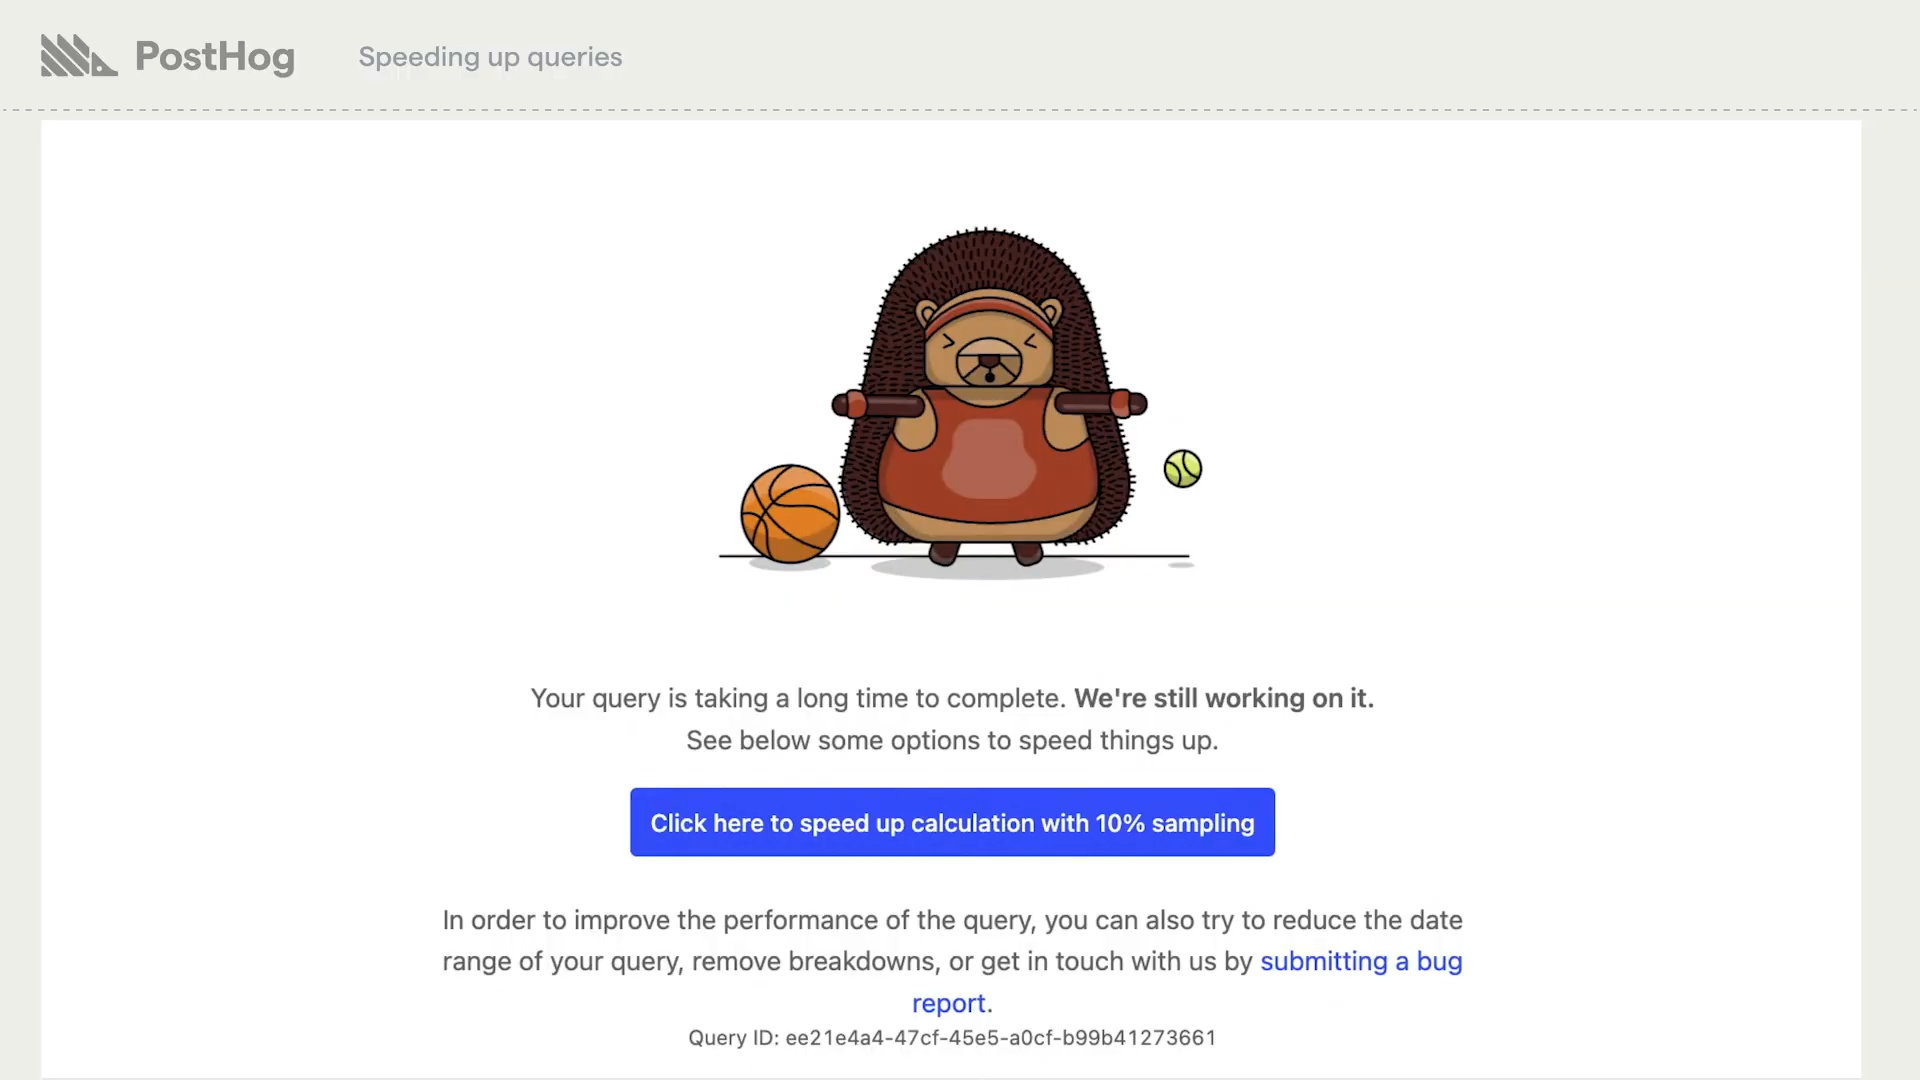 PostHog
Speeding up queries
Your query is taking a long time to complete. We're still working on it.
See below some options to speed things up.
Click here to speed up calculation with 10% sampling
In order to improve the performance of the query, you can also try to reduce the date
range of your query, remove breakdowns, or get in touch with us by submitting a bug
report.
Query ID: ee21e4a4-47cf-45e5-a0cf-b99b41273661